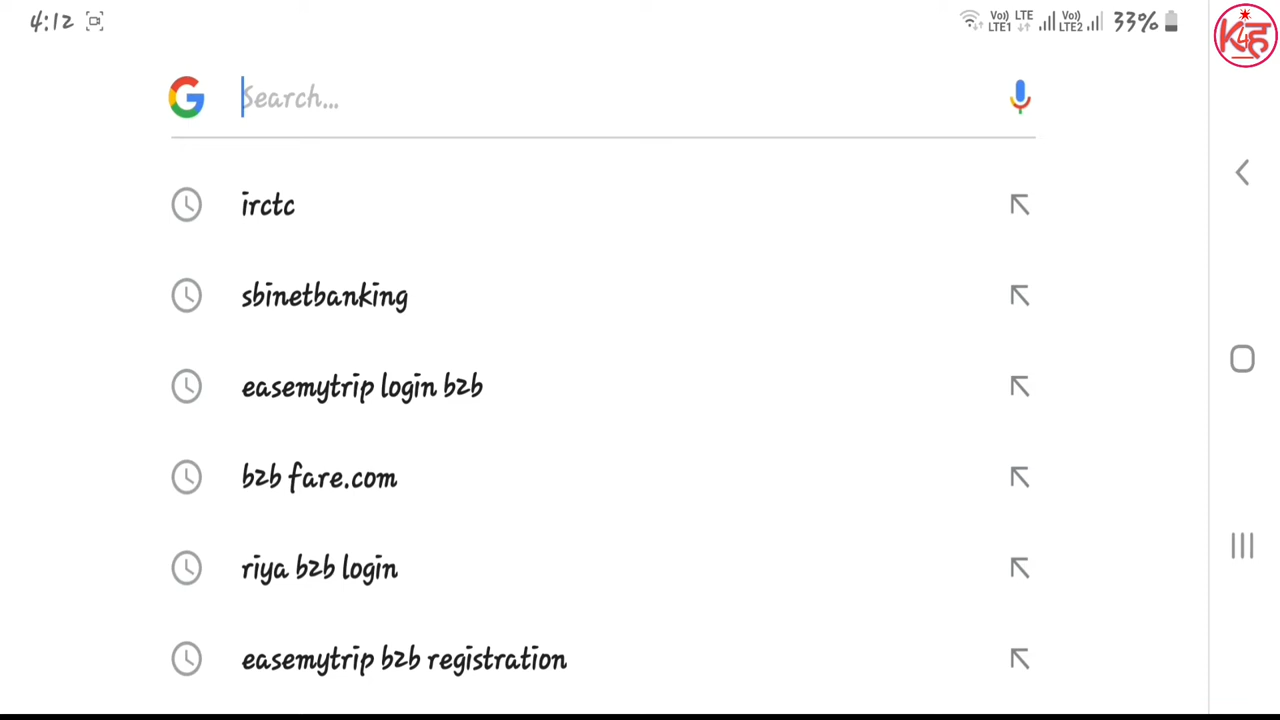 4:12
Vo) LTE1 LTE Vo) LTE2 33%
K4ह
Search...
irctc
sbinetbanking
easemytrip login b2b
b2b fare.com
riya b2b login
easemytrip b2b registration